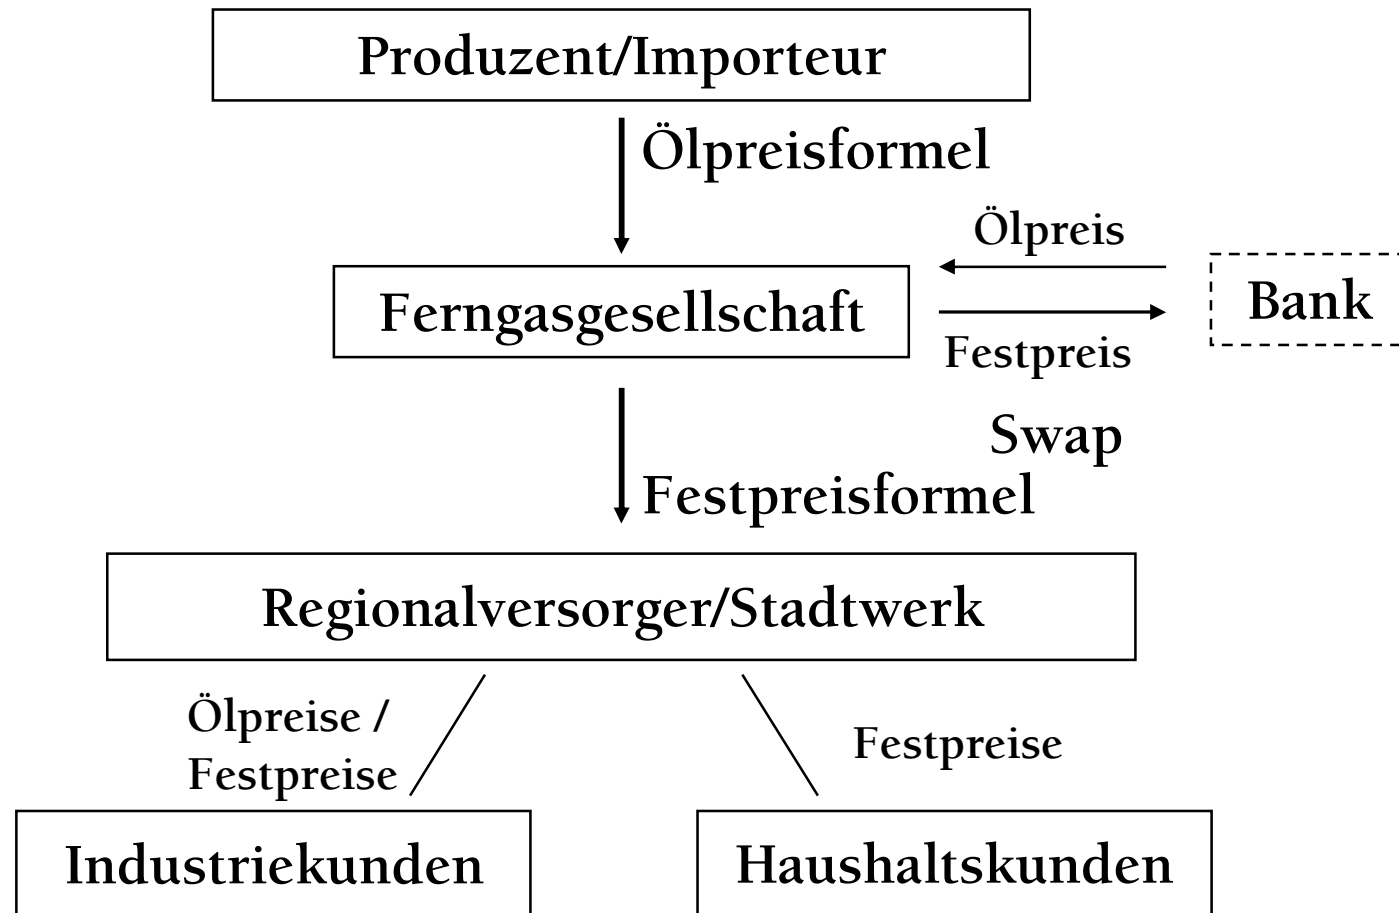 Produzent/Importeur
Ölpreisformel
Ölpreis
Ferngasgesellschaft
Bank
Festpreis
Swap
Festpreisformel
Regionalversorger/Stadtwerk
Ölpreise /
Festpreise
Festpreise
Industriekunden
Haushaltskunden